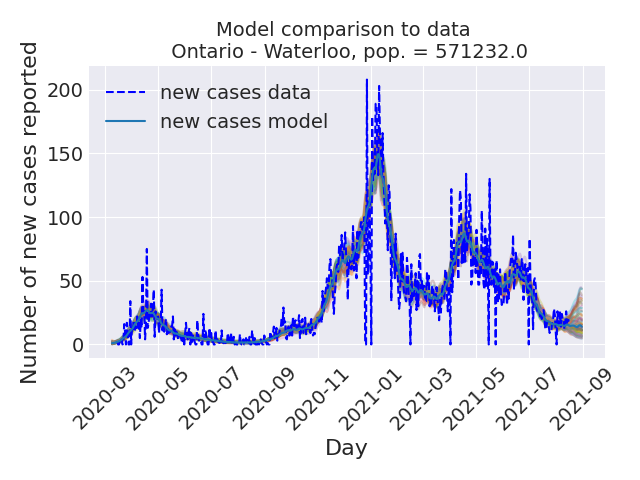 Model comparison to data
Ontario - Waterloo, pop. = 571232.0
Number of new cases reported
200
150
100
50
0
new cases data
new cases model
2020-03
2020-05
2020-07
2020-09
2020-11
2021-01
2021-03
2021-05
2021-07
2021-09
Day